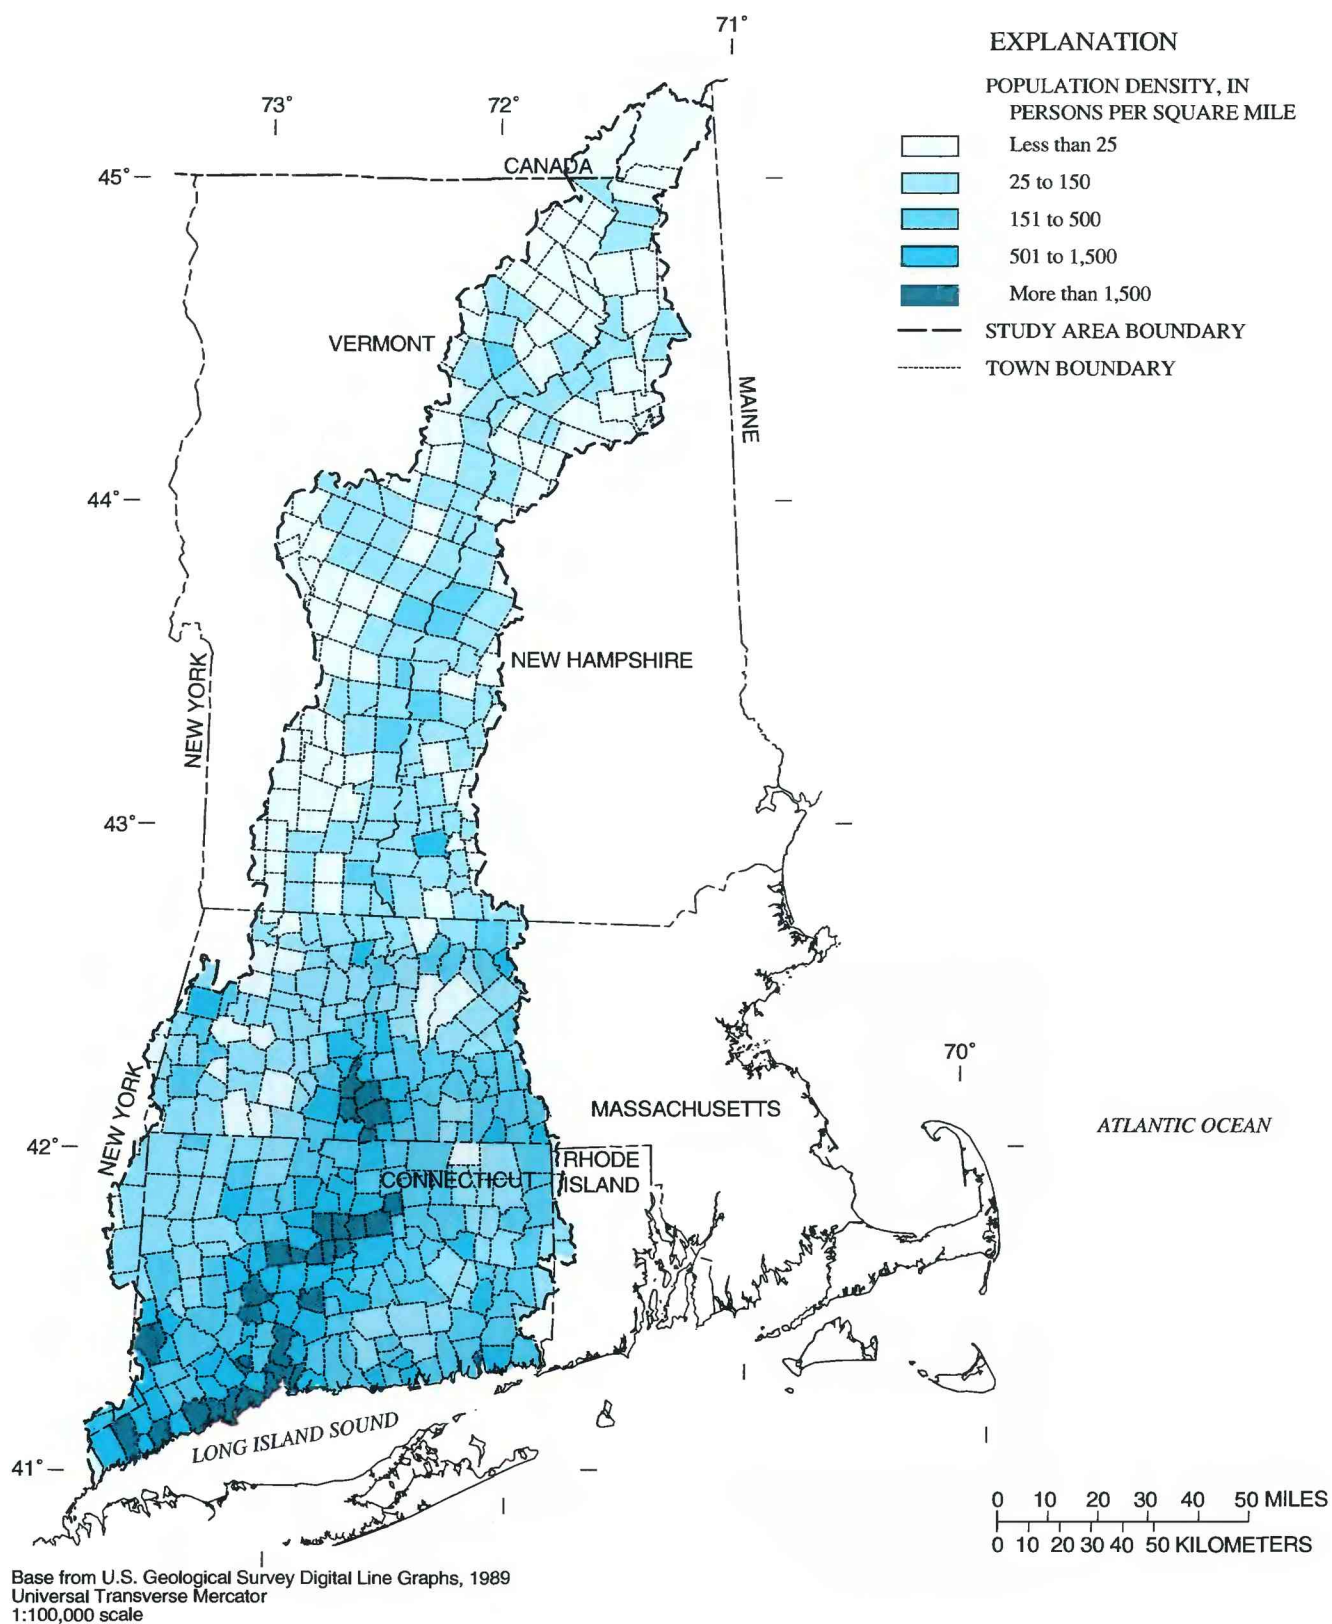 71°
EXPLANATION
POPULATION DENSITY, IN
PERSONS PER SQUARE MILE
Less than 25
25 to 150
151 to 500
501 to 1,500
More than 1,500
STUDY AREA BOUNDARY
TOWN BOUNDARY
73°
72°
CANADA
45°
VERMONT
MAINE
44°
NEW HAMPSHIRE
NEW YORK
43°
70°
NEW YORK
MASSACHUSETTS
ATLANTIC OCEAN
42°
RHODE
ISLAND
CONNECTICUT
LONG ISLAND SOUND
41°
0 10 20 30 40 50 MILES
0 10 20 30 40 50 KILOMETERS
Base from U.S. Geological Survey Digital Line Graphs, 1989
Universal Transverse Mercator
1:100,000 scale